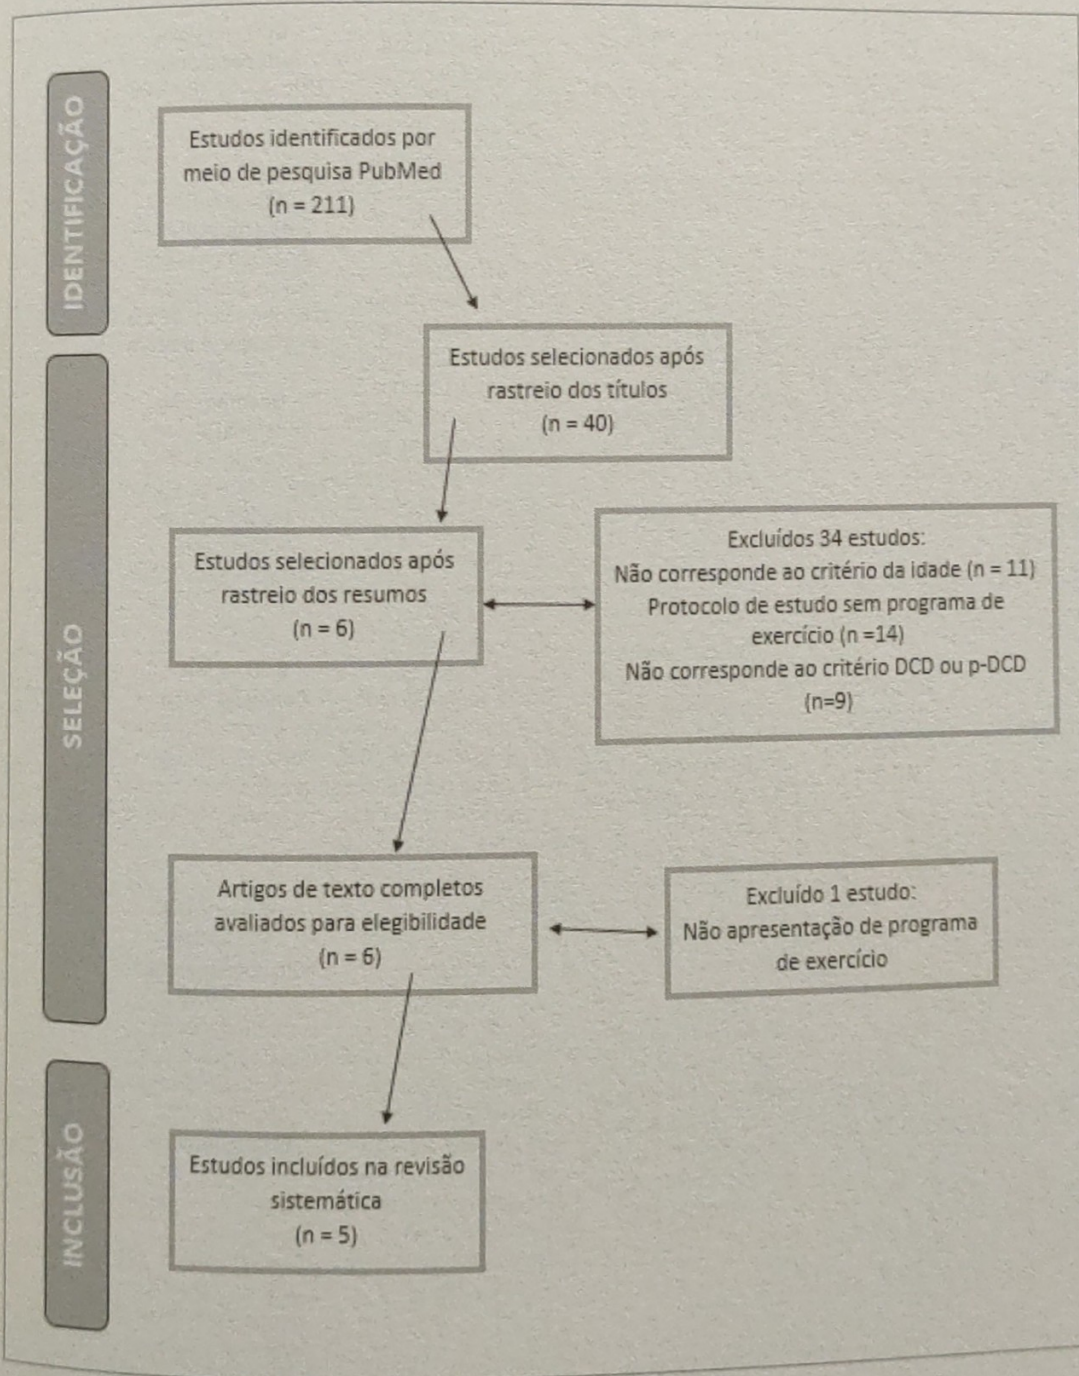 IDENTIFICAÇÃO
Estudos identificados por
meio de pesquisa PubMed
(n = 211)
SELEÇÃO
Estudos selecionados após
rastreio dos títulos
(n = 40)
Estudos selecionados após
rastreio dos resumos
(n = 6)
Excluídos 34 estudos:
Não corresponde ao critério da idade (n = 11)
Protocolo de estudo sem programa de
exercício (n =14)
Não corresponde ao critério DCD ou p-DCD
(n=9)
Artigos de texto completos
avaliados para elegibilidade
(n = 6)
Excluído 1 estudo:
Não apresentação de programa
de exercício
INCLUSÃO
Estudos incluídos na revisão
sistemática
(n = 5)